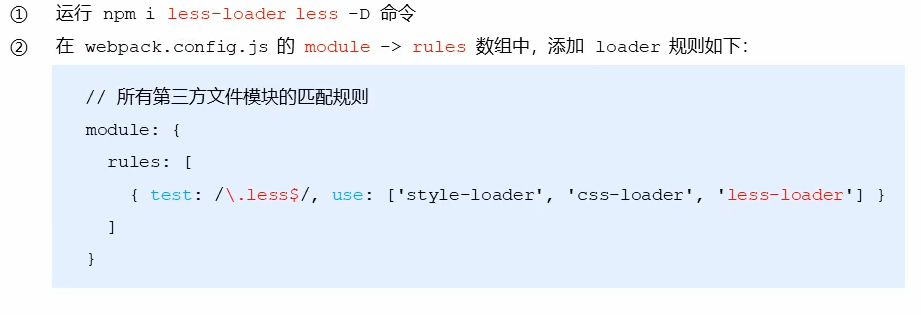 ① 运行 npm i less-loader less -D 命令
② 在 webpack.config.js 的 module -> rules 数组中，添加 loader 规则如下：
// 所有第三方文件模块的匹配规则
module: {
rules: [
{ test: /\.less$/, use: ['style-loader', 'css-loader', 'less-loader'] }
]
}